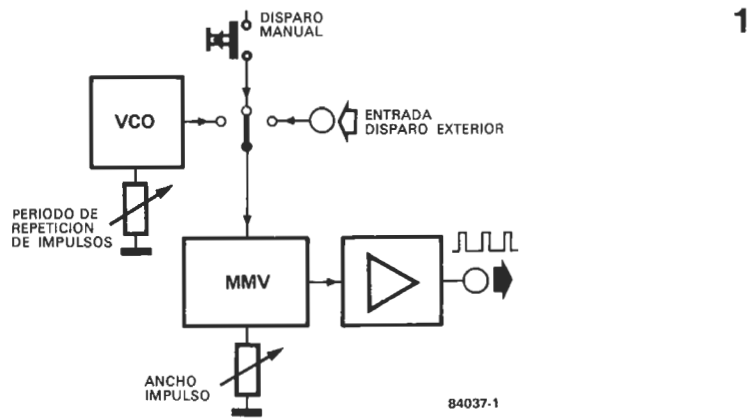 1
DISPARO
MANUAL
VCO
ENTRADA
DISPARO EXTERIOR
PERIODO DE
REPETICION
DE IMPULSOS
MMV
ANCHO
IMPULSO
84037-1